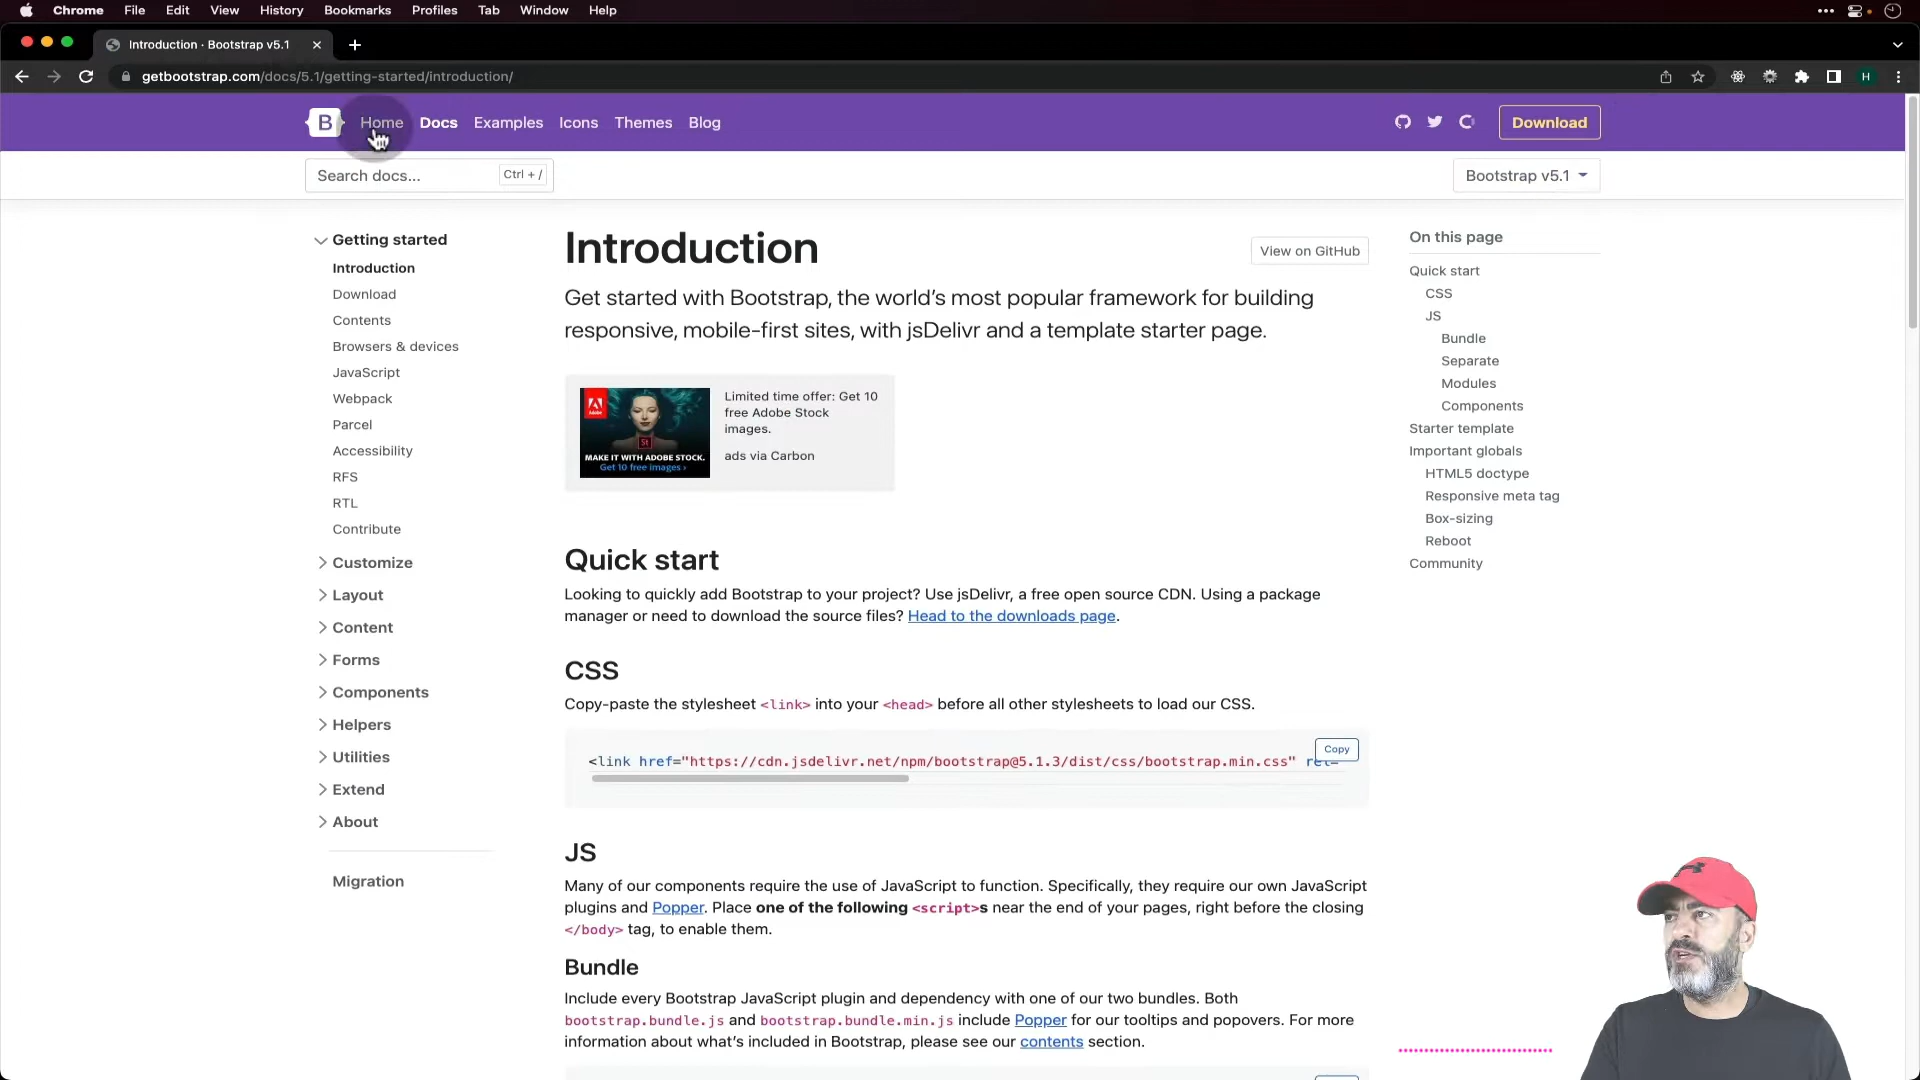 Chrome File Edit View History Bookmarks Profiles Tab Window Help
Introduction · Bootstrap v5.1
getbootstrap.com/docs/5.1/getting-started/introduction/
H
B Home Docs Examples Icons Themes Blog
Download
Search docs... Ctrl + /
Bootstrap v5.1
Getting started
Introduction
Download
Contents
Browsers & devices
JavaScript
Webpack
Parcel
Accessibility
RFS
RTL
Contribute
Customize
Layout
Content
Forms
Components
Helpers
Utilities
Extend
About
Migration
Introduction
View on GitHub
Get started with Bootstrap, the world's most popular framework for building
responsive, mobile-first sites, with jsDelivr and a template starter page.
Adobe
St
MAKE IT WITH ADOBE STOCK.
Get 10 free images ›
Limited time offer: Get 10
free Adobe Stock
images.
ads via Carbon
Quick start
Looking to quickly add Bootstrap to your project? Use jsDelivr, a free open source CDN. Using a package
manager or need to download the source files? Head to the downloads page.
CSS
Copy-paste the stylesheet <link> into your <head> before all other stylesheets to load our CSS.
Copy
<link href="https://cdn.jsdelivr.net/npm/bootstrap@5.1.3/dist/css/bootstrap.min.css" rel=
JS
Many of our components require the use of JavaScript to function. Specifically, they require our own JavaScript
plugins and Popper. Place one of the following <script>s near the end of your pages, right before the closing
</body> tag, to enable them.
Bundle
Include every Bootstrap JavaScript plugin and dependency with one of our two bundles. Both
bootstrap.bundle.js and bootstrap.bundle.min.js include Popper for our tooltips and popovers. For more
information about what's included in Bootstrap, please see our contents section.
On this page
Quick start
CSS
JS
Bundle
Separate
Modules
Components
Starter template
Important globals
HTML5 doctype
Responsive meta tag
Box-sizing
Reboot
Community